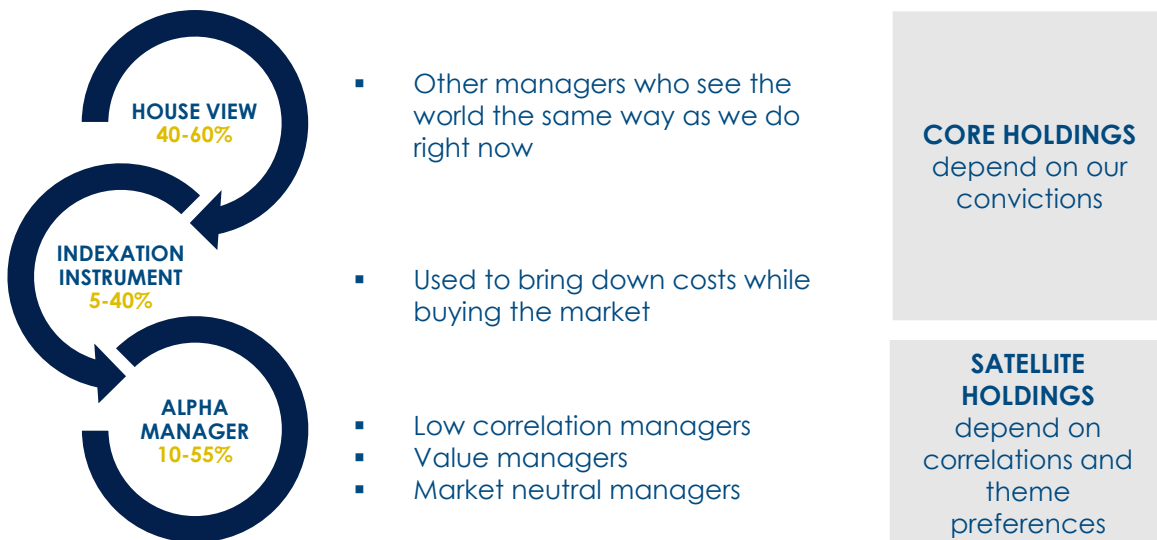 HOUSE VIEW
40-60%
▪ Other managers who see the
world the same way as we do
right now
INDEXATION
INSTRUMENT
5-40%
▪ Used to bring down costs while
buying the market
ALPHA
MANAGER
10-55%
▪ Low correlation managers
▪ Value managers
▪ Market neutral managers
CORE HOLDINGS
depend on our
convictions
SATELLITE
HOLDINGS
depend on
correlations and
theme
preferences